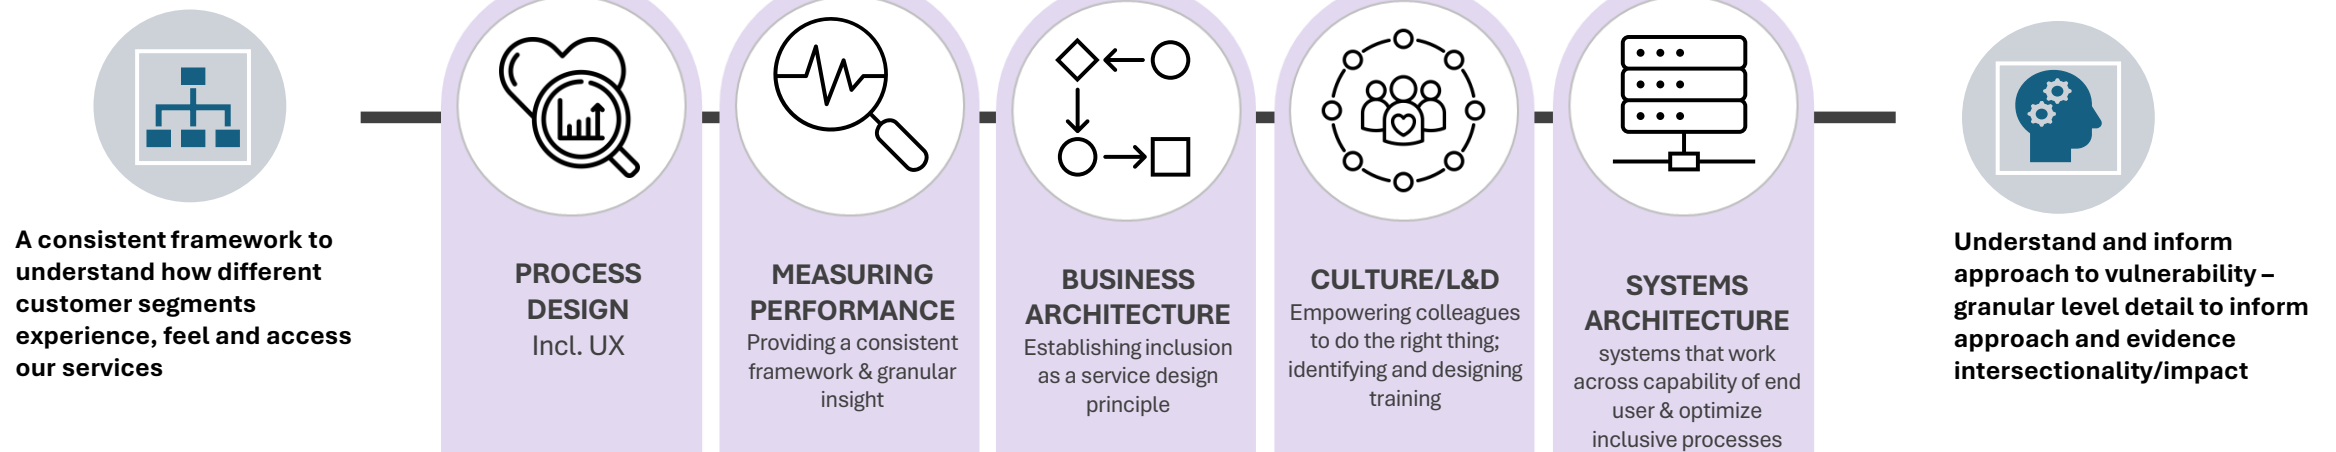 A consistent framework to
understand how different
customer segments
experience, feel and access
our services
PROCESS
DESIGN
Incl. UX
MEASURING
PERFORMANCE
Providing a consistent
framework & granular
insight
BUSINESS
ARCHITECTURE
Establishing inclusion
as a service design
principle
CULTURE/L&D
Empowering colleagues
to do the right thing;
identifying and designing
training
SYSTEMS
ARCHITECTURE
systems that work
across capability of end
user & optimize
inclusive processes
Understand and inform
approach to vulnerability –
granular level detail to inform
approach and evidence
intersectionality/impact